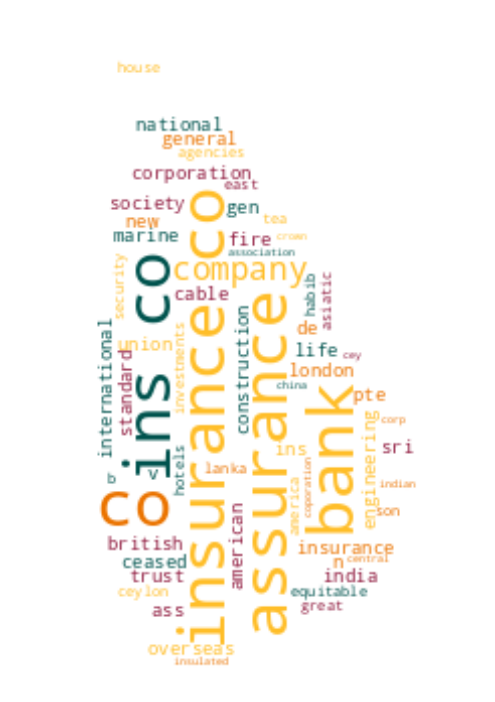 house
national
general
agencies
corporation
east
society
gen
new
tea
marine
fire
crown
association
security
ins co
insurance co
company
cable
habib
asiatic
international
standard
union
investments
construction
assurance
de
life
cey
london
china
bank
pte
engineering
corp
sri
ins
lanka
hotels
v
br
co
america
coporation
indian
son
american
british
insurance
ceased
n
central
trust
india
ceylon
equitable
ass
great
overseas
insulated